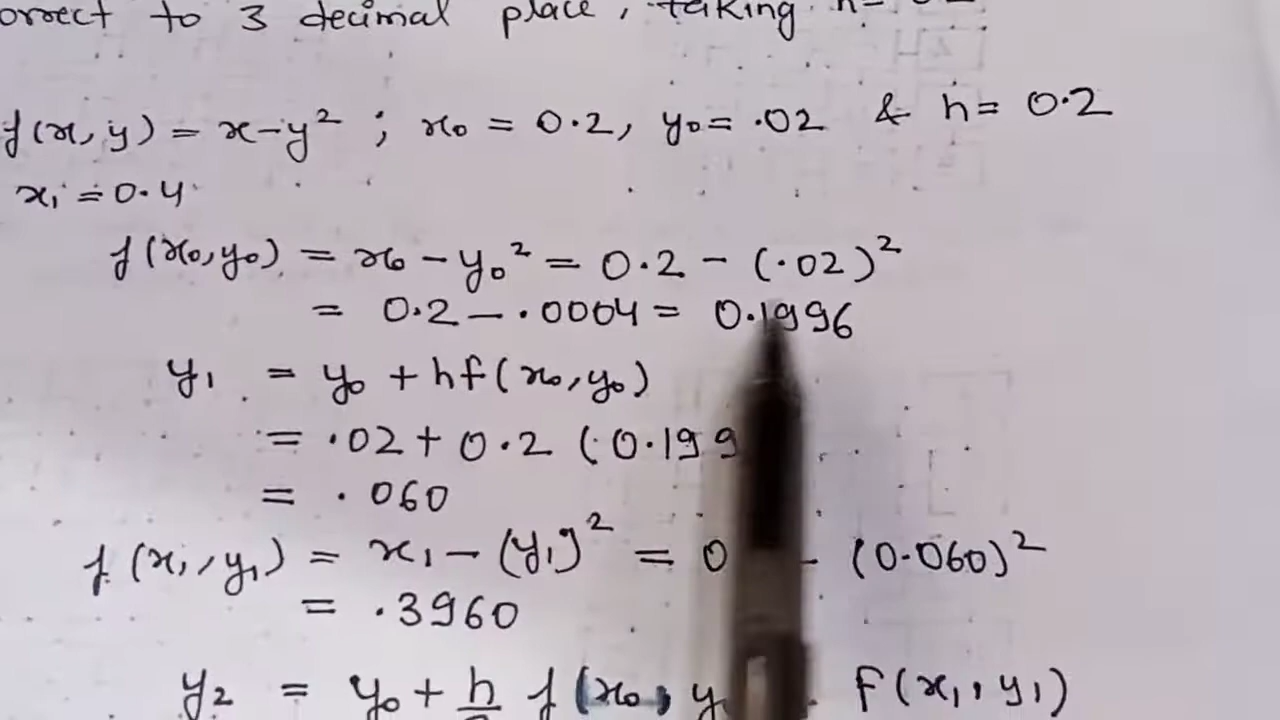 orrect to 3 decimal place, taking h=
f(x,y) = x-y² ; x₀ = 0.2, y₀= .02 & h= 0.2
x₁ = 0.4
f(x₀,y₀) = x₀ - y₀² = 0.2 - (.02)²
= 0.2 - .0004 = 0.1996
y₁ = y₀ + hf(x₀,y₀)
= .02 + 0.2 (0.199
= .060
f(x₁,y₁) = x₁ - (y₁)² = 0 - (0.060)²
= .3960
y₂ = y₀ + h f(x₀, y f(x₁,y₁)